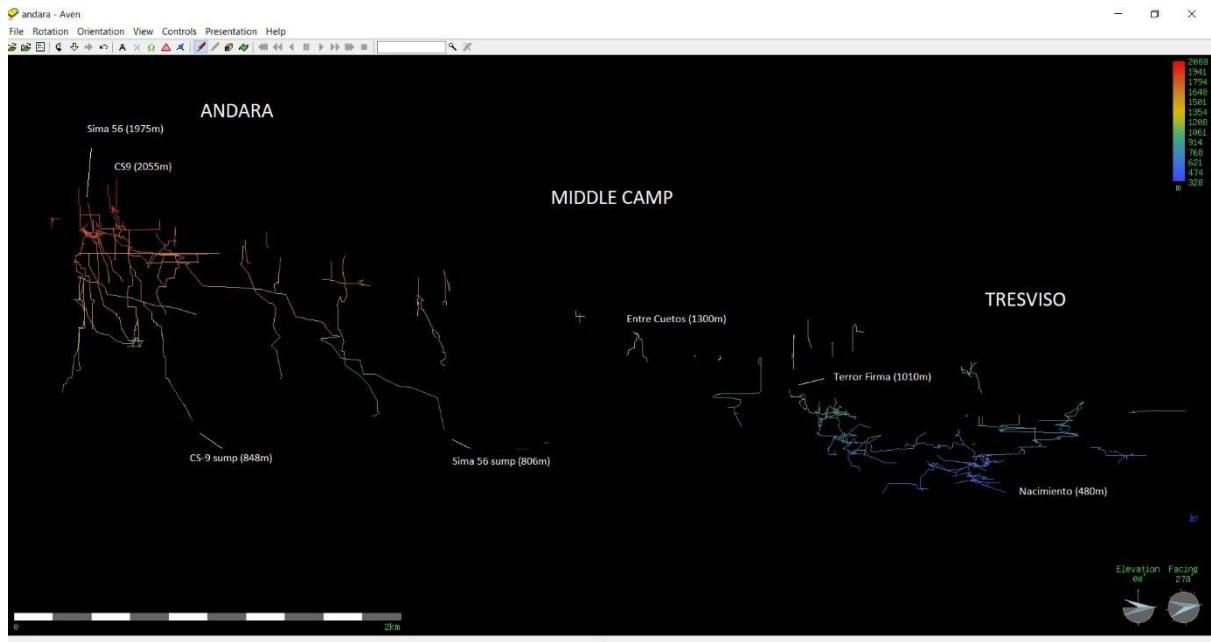 andara - Aven
File Rotation Orientation View Controls Presentation Help
ANDARA
Sima 56 (1975m)
CS9 (2055m)
MIDDLE CAMP
TRESVISO
Entre Cuetos (1300m)
Terror Firma (1010m)
CS-9 sump (848m)
Sima 56 sump (806m)
Nacimiento (480m)
2088
1941
1794
1648
1501
1354
1208
1061
914
768
621
474
328
m
Elevation Facing
00° 278°
0 2km